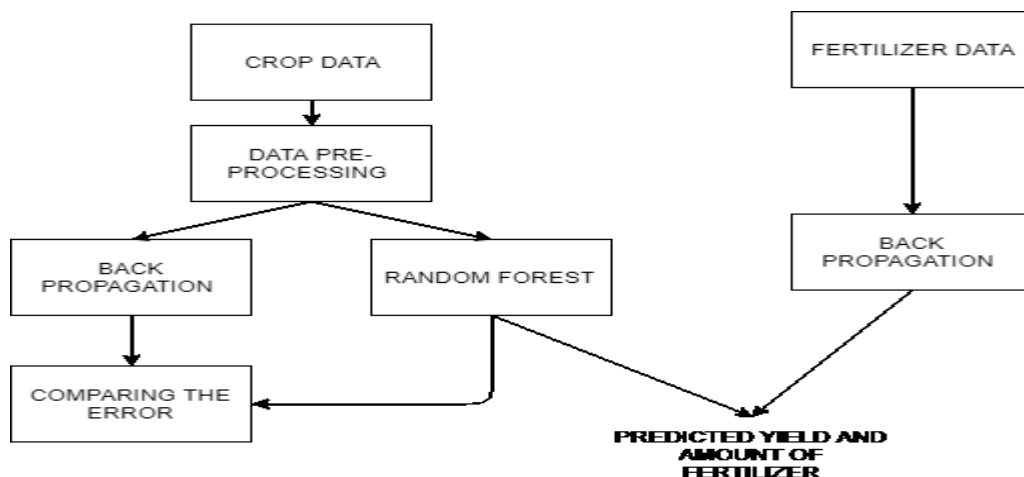 CROP DATA
FERTILIZER DATA
DATA PRE-
PROCESSING
BACK
PROPAGATION
RANDOM FOREST
BACK
PROPAGATION
COMPARING THE
ERROR
PREDICTED YIELD AND
AMOUNT OF
FERTILIZER